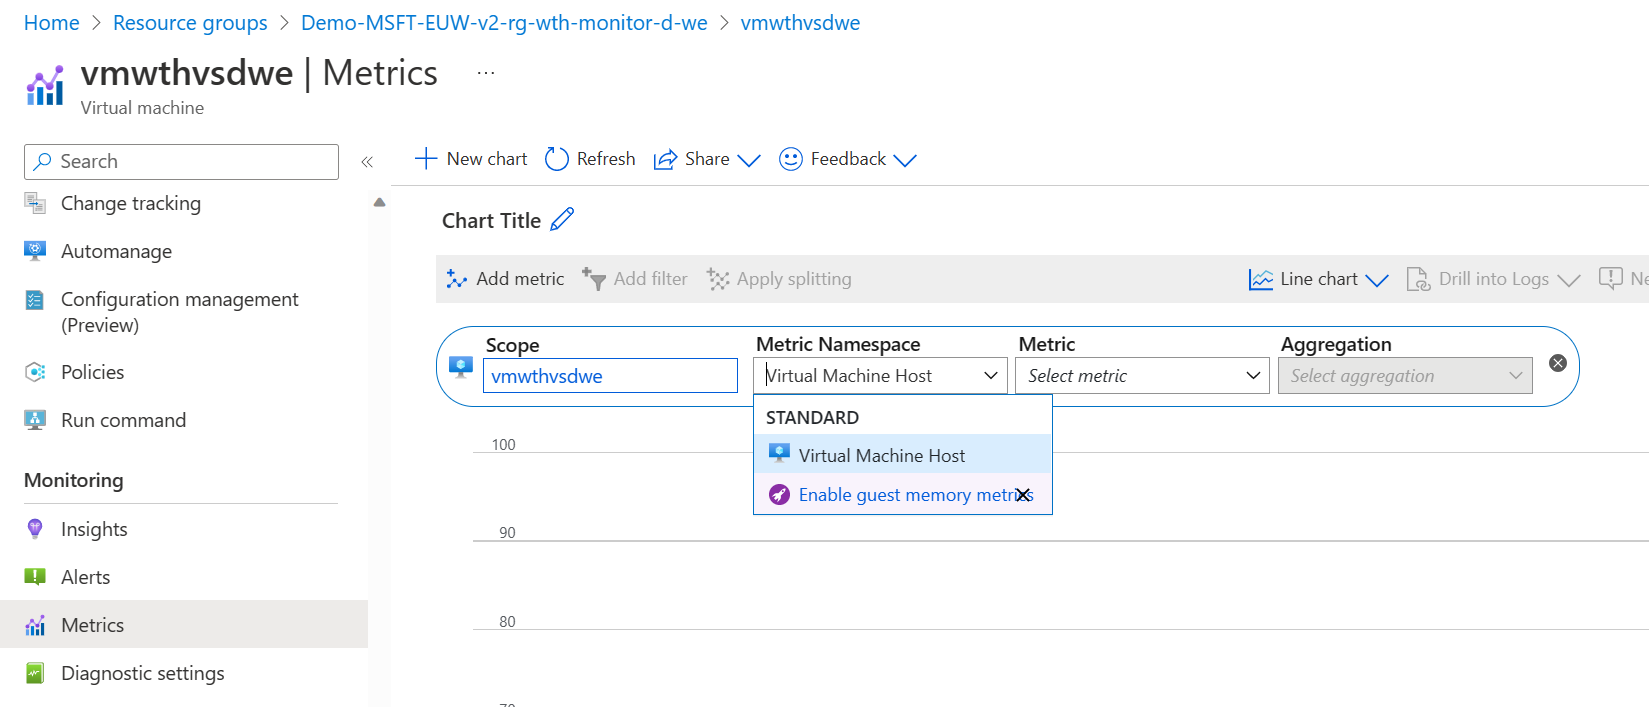 Home > Resource groups > Demo-MSFT-EUW-v2-rg-wth-monitor-d-we > vmwthvsdwe
vmwthvsdwe | Metrics ...
Virtual machine
Search
«
New chart
Refresh
Share
Feedback
Change tracking
Automanage
Configuration management
(Preview)
Policies
Run command
Monitoring
Insights
Alerts
Metrics
Diagnostic settings
Chart Title
Add metric
Add filter
Apply splitting
Line chart
Drill into Logs
Ne
Scope
vmwthvsdwe
Metric Namespace
Virtual Machine Host
Metric
Select metric
Aggregation
Select aggregation
STANDARD
Virtual Machine Host
Enable guest memory metrics
100
90
80
70